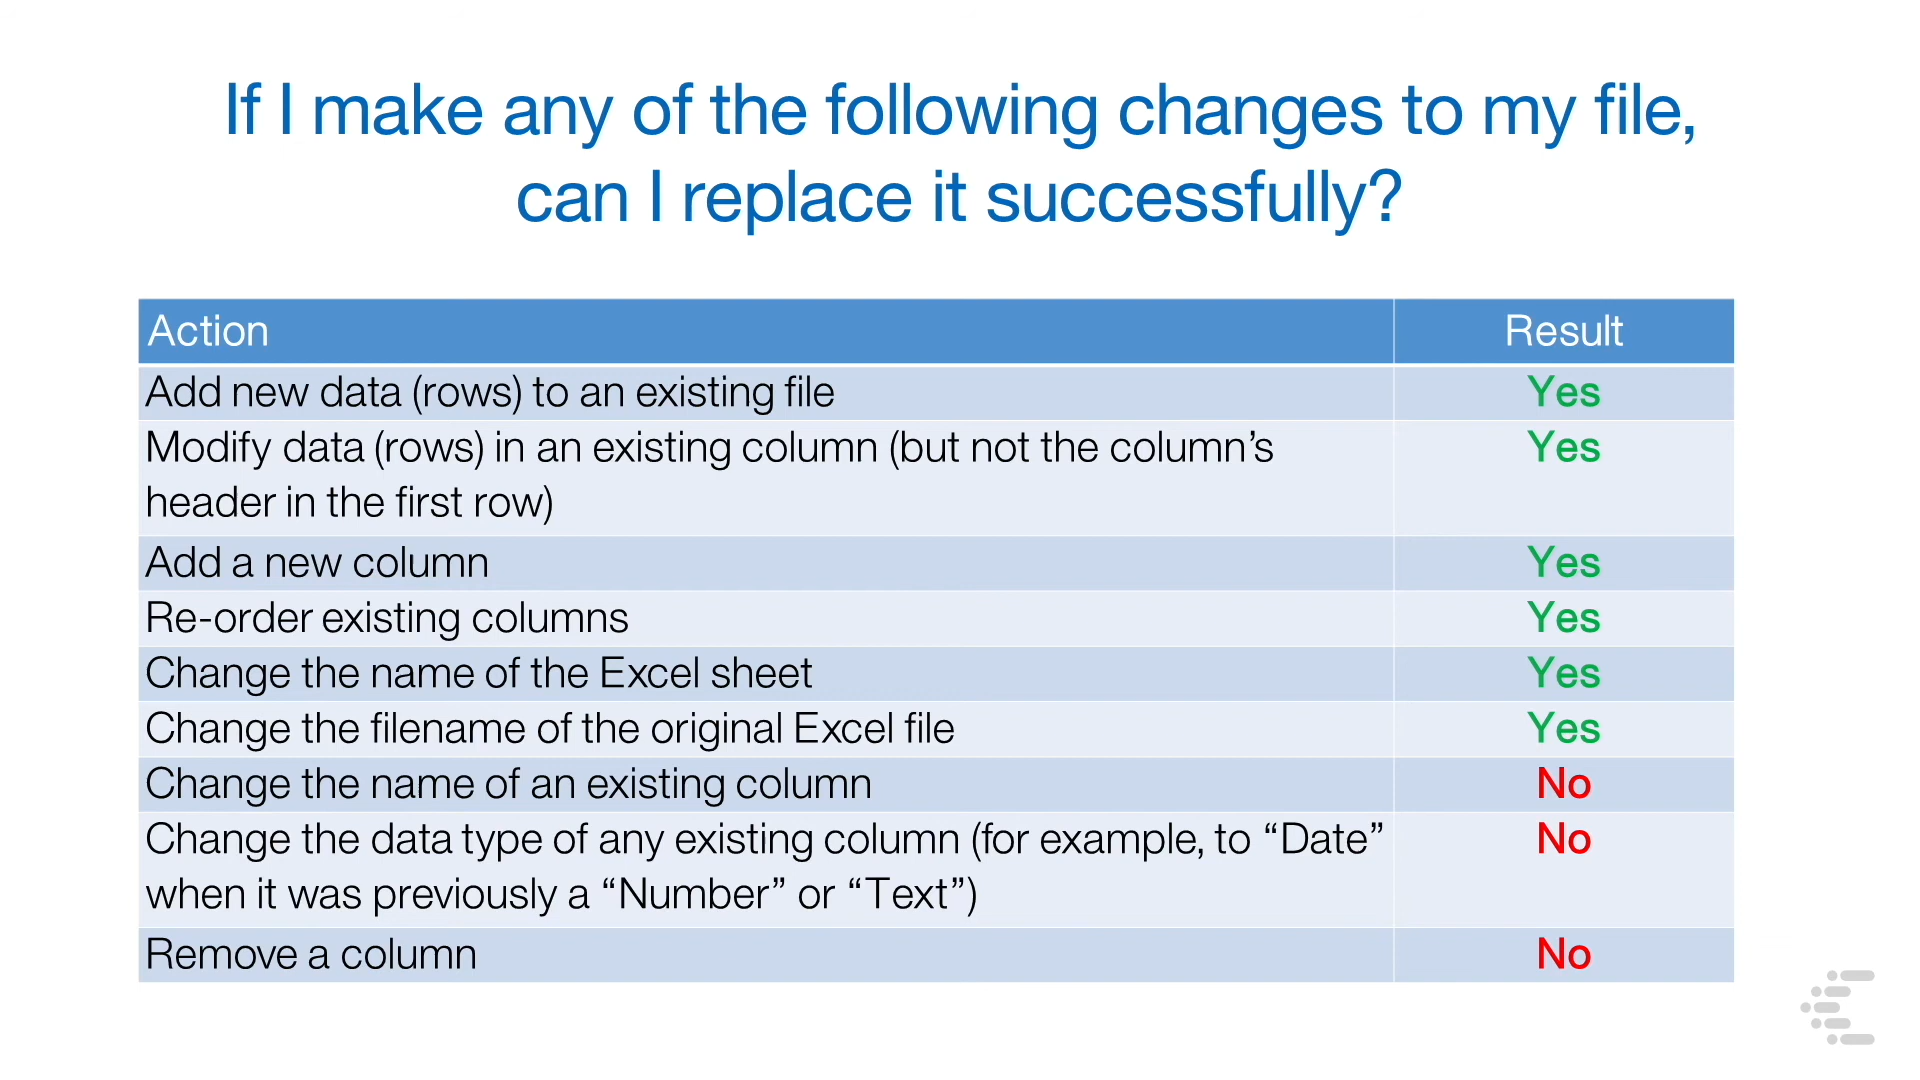 If I make any of the following changes to my file,
can I replace it successfully?
Action
Result
Add new data (rows) to an existing file
Yes
Modify data (rows) in an existing column (but not the column’s
header in the first row)
Yes
Add a new column
Yes
Re-order existing columns
Yes
Change the name of the Excel sheet
Yes
Change the filename of the original Excel file
Yes
Change the name of an existing column
No
Change the data type of any existing column (for example, to “Date”
when it was previously a “Number” or “Text”)
No
Remove a column
No